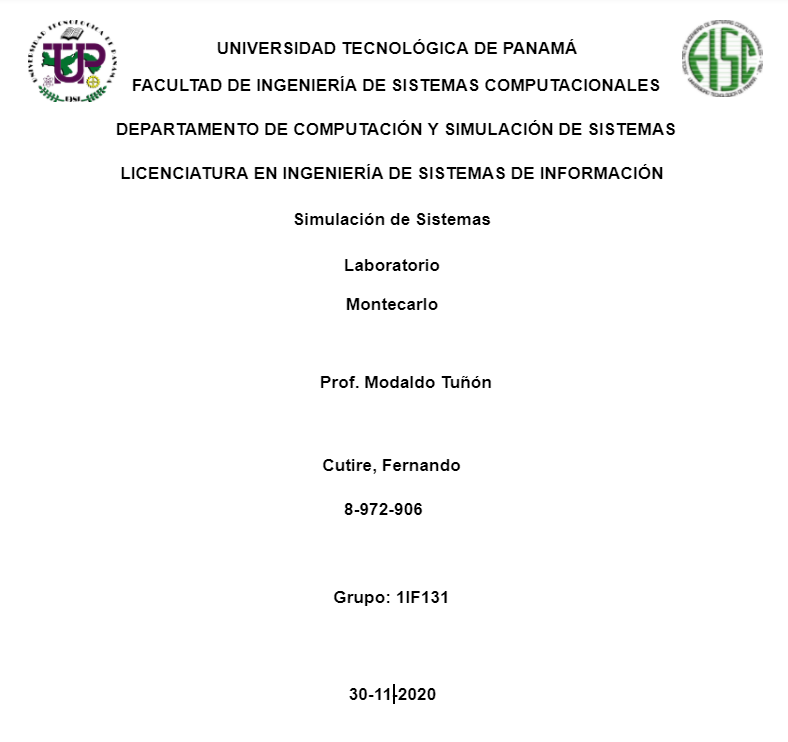 UNIVERSIDAD TECNOLÓGICA DE PANAMÁ
FACULTAD DE INGENIERÍA DE SISTEMAS COMPUTACIONALES
DEPARTAMENTO DE COMPUTACIÓN Y SIMULACIÓN DE SISTEMAS
LICENCIATURA EN INGENIERÍA DE SISTEMAS DE INFORMACIÓN
Simulación de Sistemas
Laboratorio
Montecarlo
Prof. Modaldo Tuñón
Cutire, Fernando
8-972-906
Grupo: 1IF131
30-11-2020
UTP
FISC